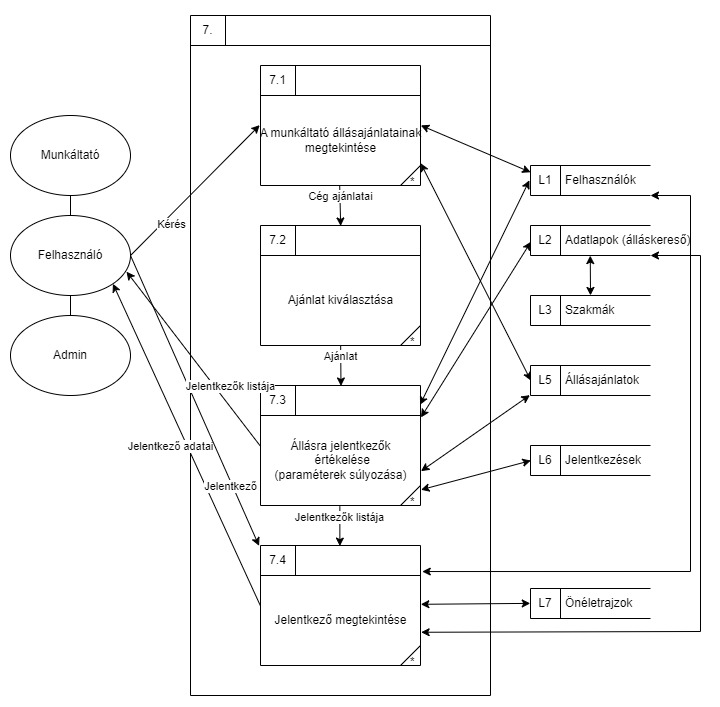 7.
7.1
A munkáltató állásajánlatainak
megtekintése
*
Munkáltató
L1
Felhasználók
Cég ajánlatai
Kérés
7.2
L2
Adatlapok (álláskereső)
Felhasználó
Ajánlat kiválasztása
*
L3
Szakmák
Admin
Ajánlat
Jelentkezők listája
7.3
L5
Állásajánlatok
Jelentkező adatai
Állásra jelentkezők
értékelése
(paraméterek súlyozása)
*
L6
Jelentkezések
Jelentkező
Jelentkezők listája
7.4
L7
Önéletrajzok
Jelentkező megtekintése
*